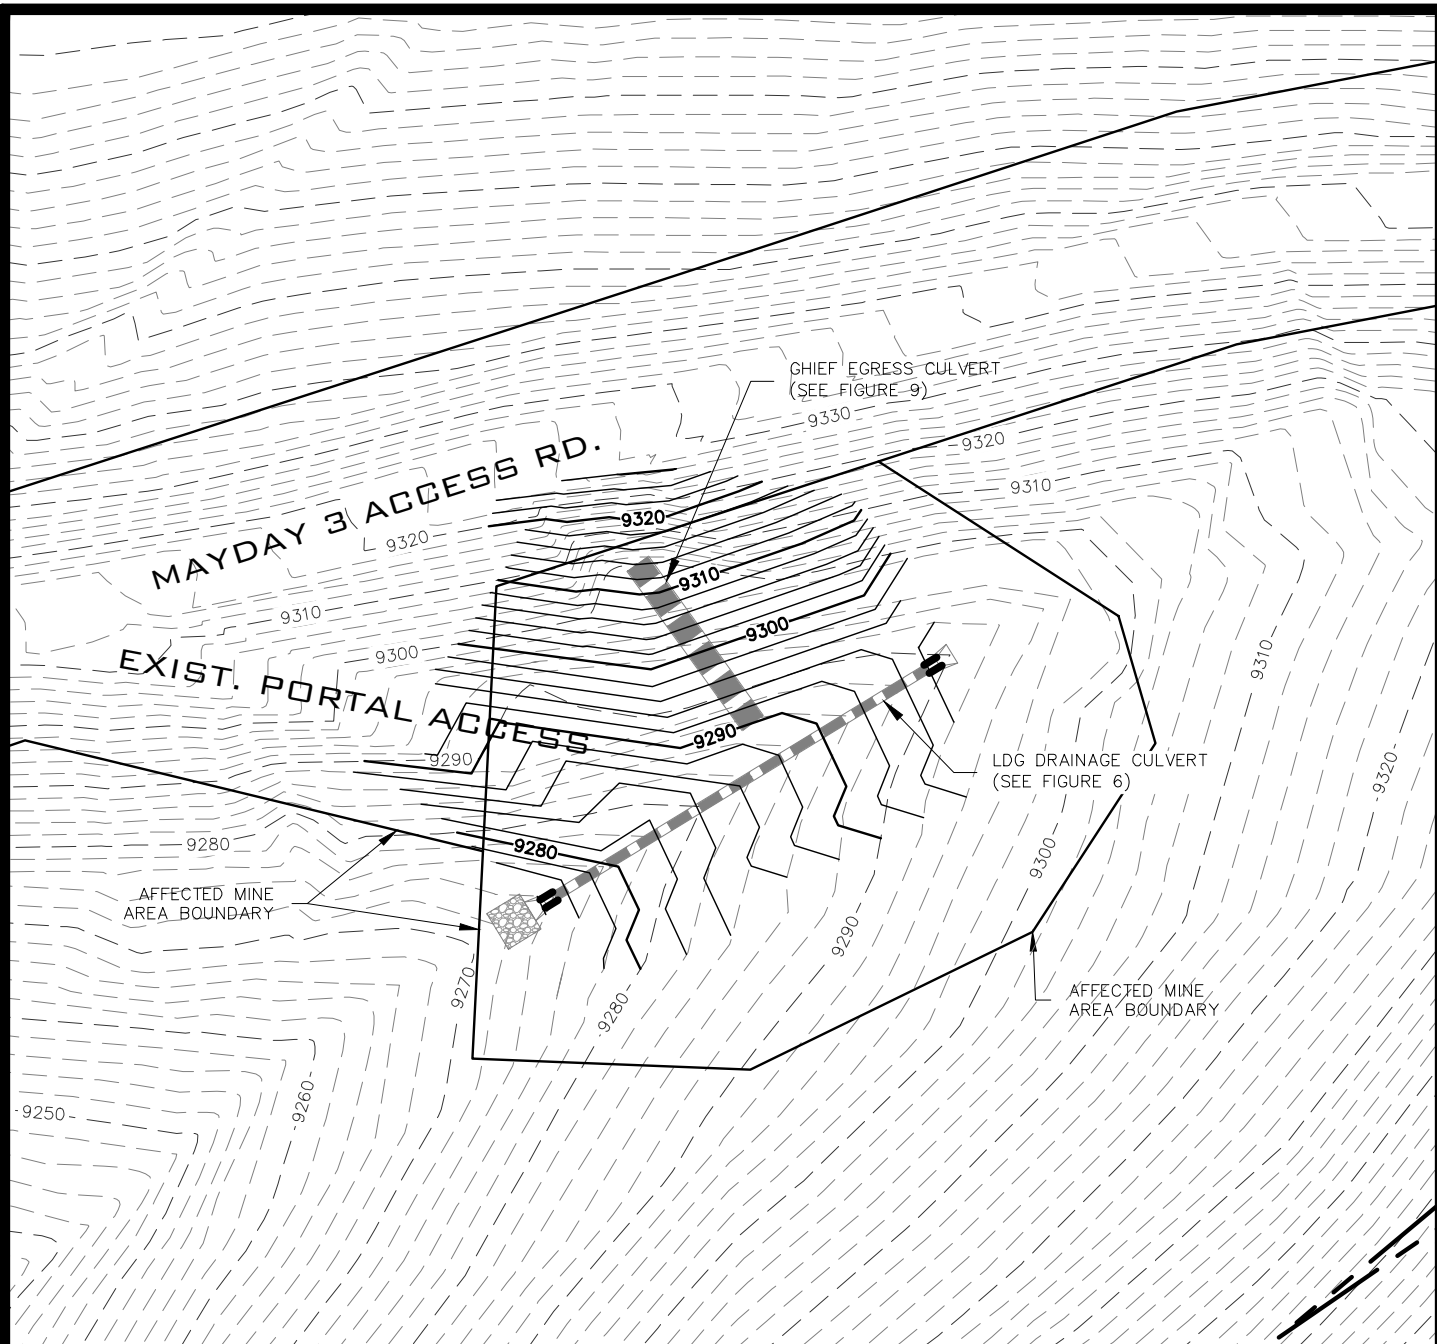 GHIEF EGRESS CULVERT
(SEE FIGURE 9)
9330
9320
9310
MAYDAY 3 ACCESS RD.
9320
9320
9310
9310
9300
9300
EXIST. PORTAL ACCESS
9310
9290
9290
9320
LDG DRAINAGE CULVERT
(SEE FIGURE 6)
9280
9280
9300
AFFECTED MINE
AREA BOUNDARY
9290
9270
9280
AFFECTED MINE
AREA BOUNDARY
9260
9250